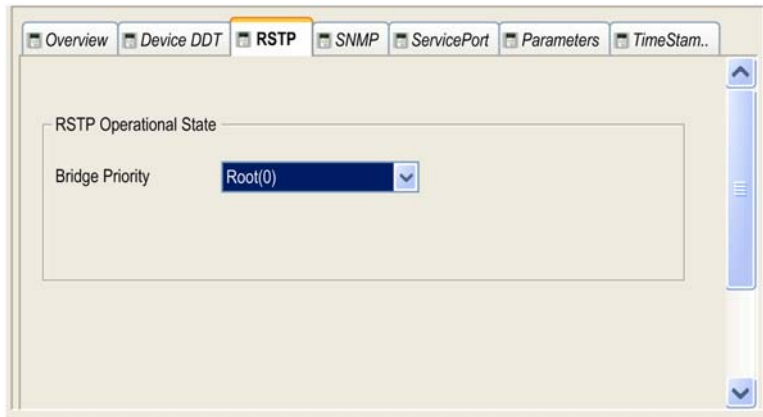 Overview Device DDT RSTP SNMP ServicePort Parameters TimeStam..
RSTP Operational State
Bridge Priority Root(0)